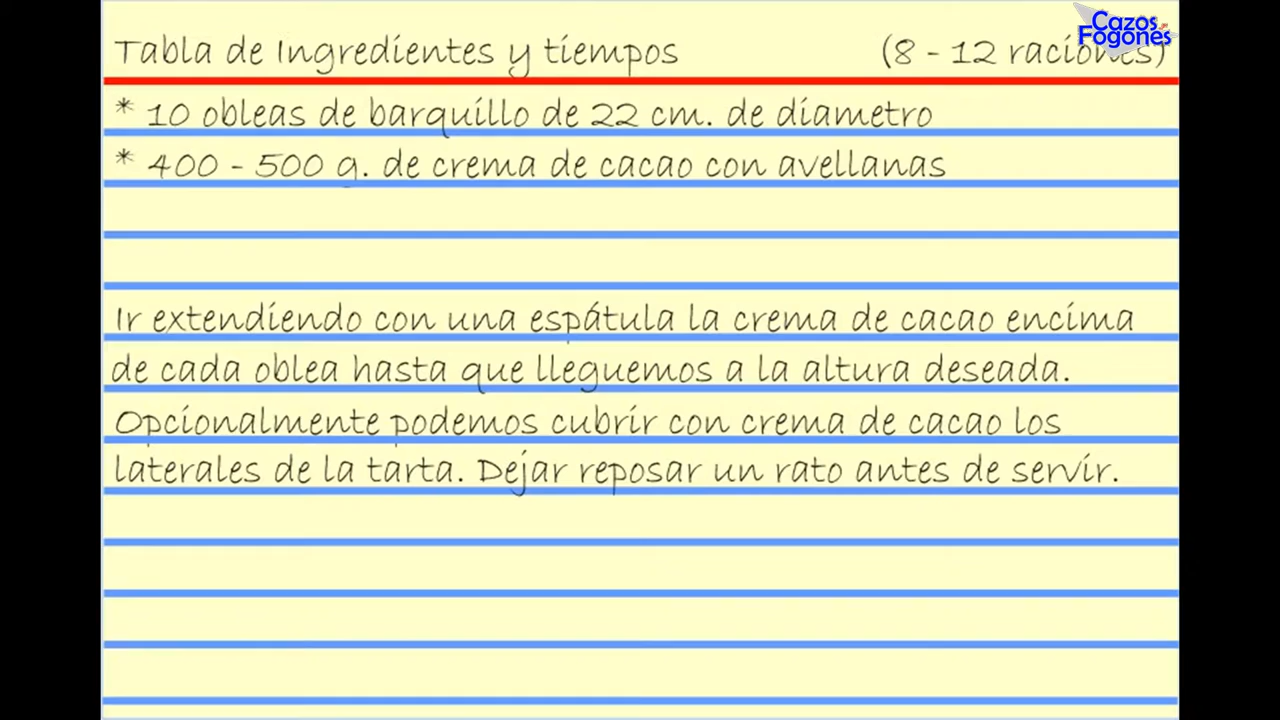 Cazos
Fogones
Tabla de Ingredientes y tiempos (8 - 12 raciones)
* 10 obleas de barquillo de 22 cm. de diametro
* 400 - 500 g. de crema de cacao con avellanas
Ir extendiendo con una espátula la crema de cacao encima
de cada oblea hasta que lleguemos a la altura deseada.
Opcionalmente podemos cubrir con crema de cacao los
laterales de la tarta. Dejar reposar un rato antes de servir.